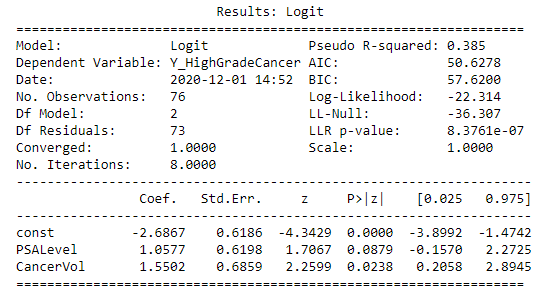 Results: Logit
=================================================================
Model: Logit Pseudo R-squared: 0.385
Dependent Variable: Y_HighGradeCancer AIC: 50.6278
Date: 2020-12-01 14:52 BIC: 57.6200
No. Observations: 76 Log-Likelihood: -22.314
Df Model: 2 LL-Null: -36.307
Df Residuals: 73 LLR p-value: 8.3761e-07
Converged: 1.0000 Scale: 1.0000
No. Iterations: 8.0000
-----------------------------------------------------------------
Coef. Std.Err. z P>|z| [0.025 0.975]
-----------------------------------------------------------------
const -2.6867 0.6186 -4.3429 0.0000 -3.8992 -1.4742
PSALevel 1.0577 0.6198 1.7067 0.0879 -0.1570 2.2725
CancerVol 1.5502 0.6859 2.2599 0.0238 0.2058 2.8945
=================================================================